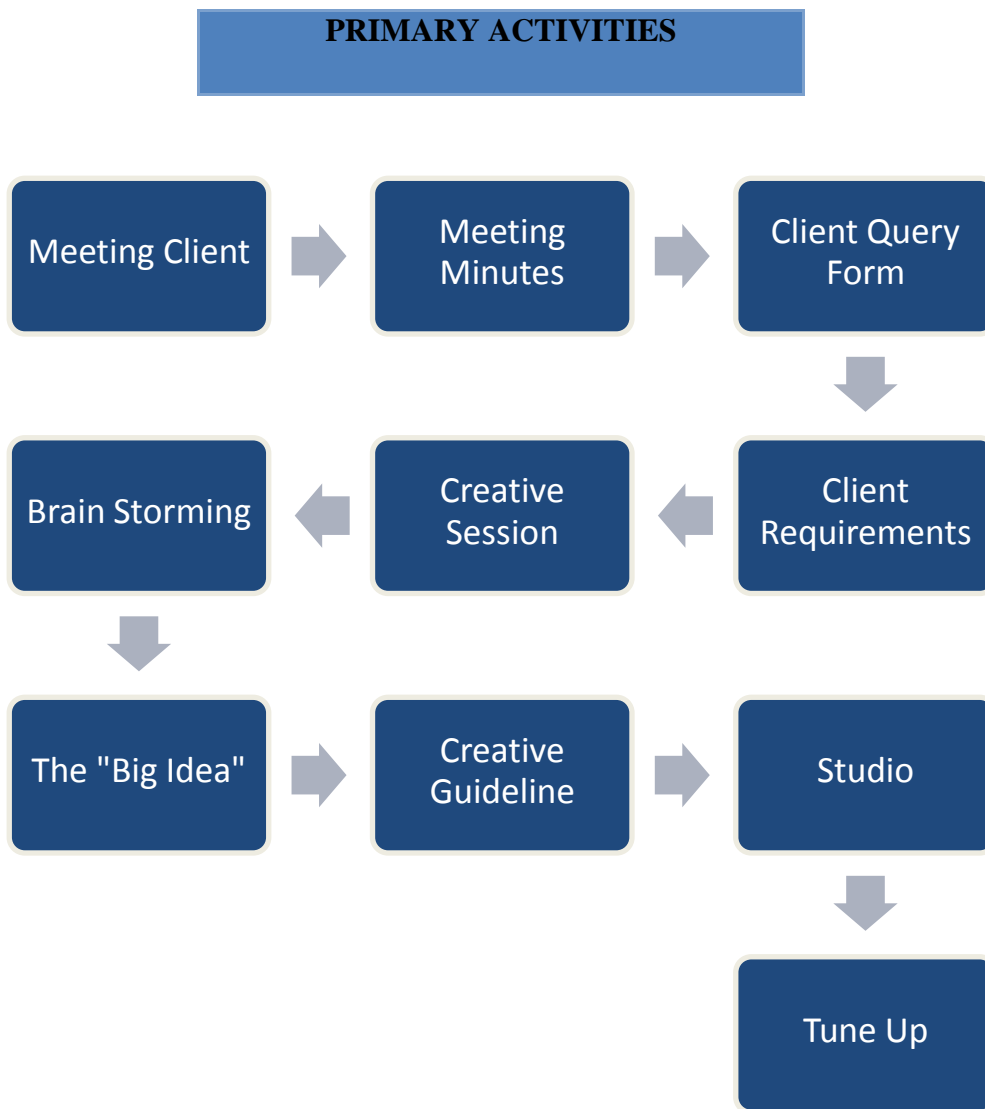 PRIMARY ACTIVITIES
Meeting Client
Meeting
Minutes
Client Query
Form
Client
Requirements
Creative
Session
Brain Storming
The "Big Idea"
Creative
Guideline
Studio
Tune Up